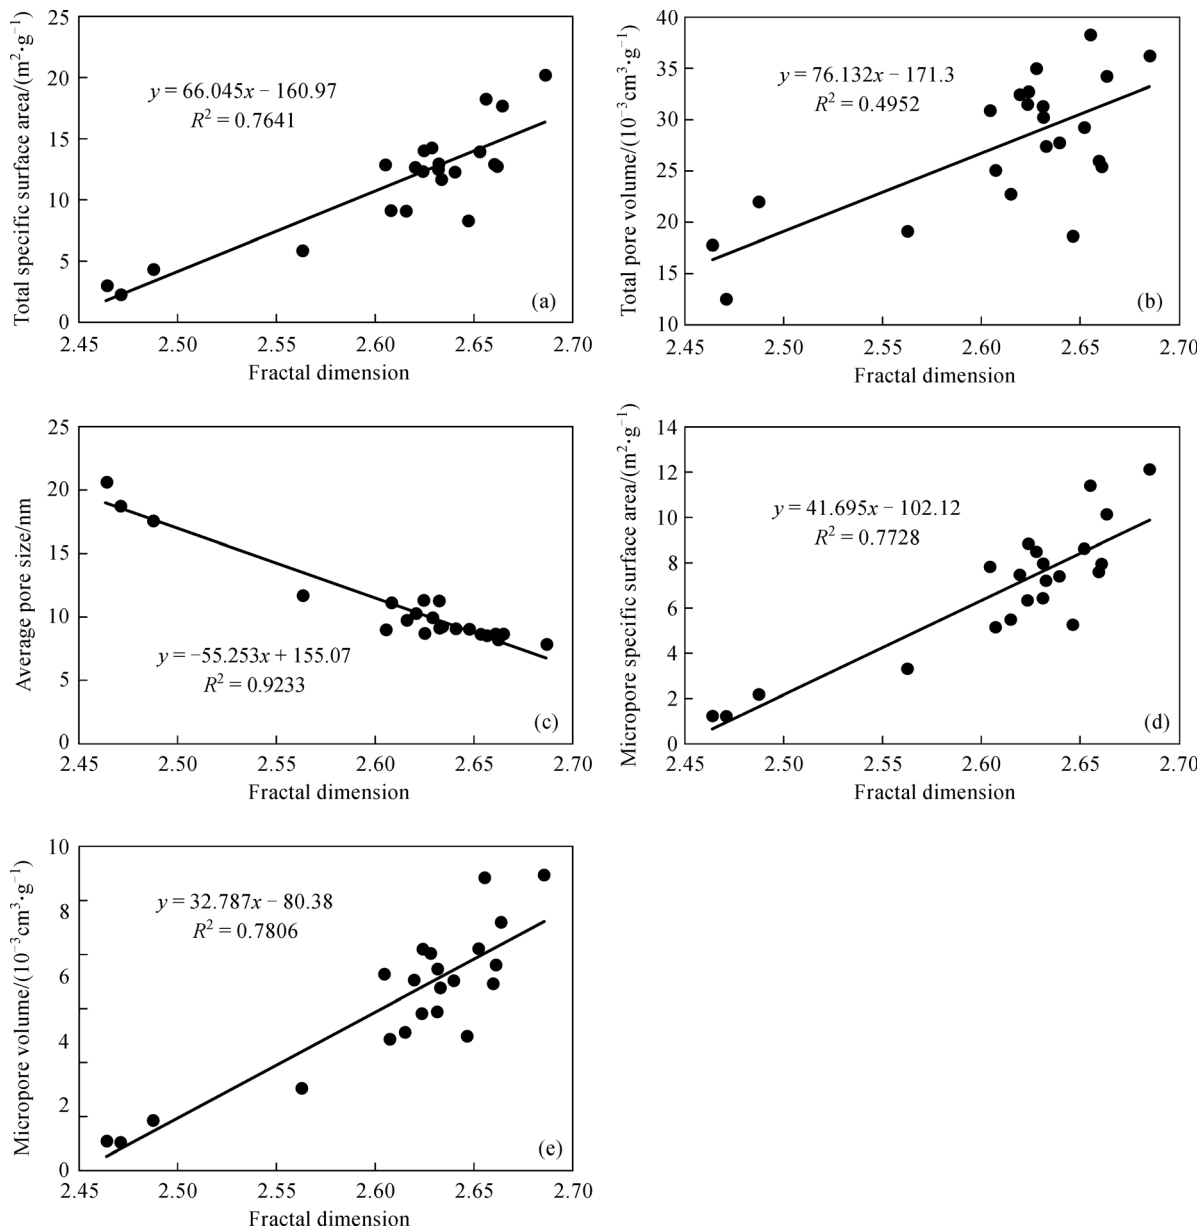 Total specific surface area/(m²·g⁻¹)
25
20
15
10
5
0
y = 66.045x − 160.97
R² = 0.7641
(a)
2.45 2.50 2.55 2.60 2.65 2.70
Fractal dimension
Total pore volume/(10⁻³cm³·g⁻¹)
40
35
30
25
20
15
10
y = 76.132x − 171.3
R² = 0.4952
(b)
2.45 2.50 2.55 2.60 2.65 2.70
Fractal dimension
Average pore size/nm
25
20
15
10
5
0
y = −55.253x + 155.07
R² = 0.9233
(c)
2.45 2.50 2.55 2.60 2.65 2.70
Fractal dimension
Micropore specific surface area/(m²·g⁻¹)
14
12
10
8
6
4
2
0
y = 41.695x − 102.12
R² = 0.7728
(d)
2.45 2.50 2.55 2.60 2.65 2.70
Fractal dimension
Micropore volume/(10⁻³cm³·g⁻¹)
10
8
6
4
2
0
y = 32.787x − 80.38
R² = 0.7806
(e)
2.45 2.50 2.55 2.60 2.65 2.70
Fractal dimension